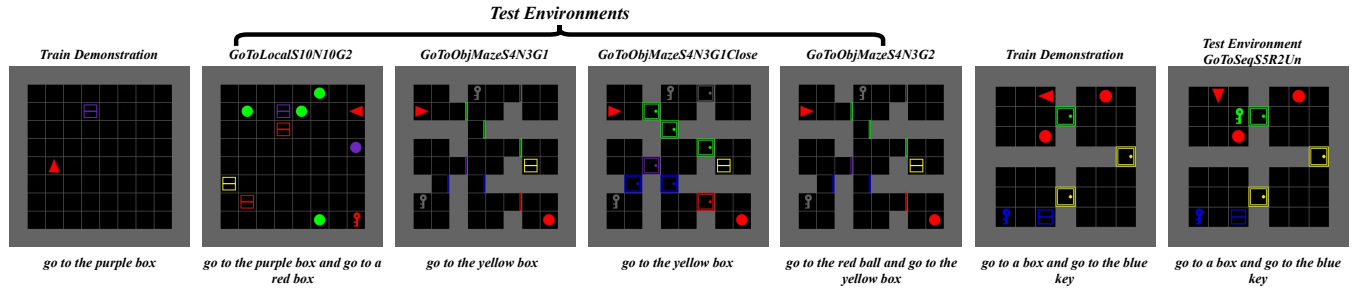 Test Environments
Train Demonstration
GoToLocalS10N10G2
GoToObjMazeS4N3G1
GoToObjMazeS4N3G1Close
GoToObjMazeS4N3G2
Train Demonstration
Test Environment
GoToSeqS5R2Un
go to the purple box
go to the purple box and go to a
red box
go to the yellow box
go to the yellow box
go to the red ball and go to the
yellow box
go to a box and go to the blue
key
go to a box and go to the blue
key